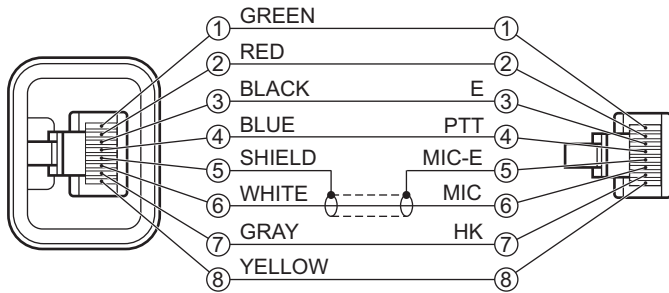 ① GREEN ①
② RED ②
③ BLACK E ③
④ BLUE PTT ④
⑤ SHIELD MIC-E ⑤
⑥ WHITE MIC ⑥
⑦ GRAY HK ⑦
⑧ YELLOW ⑧